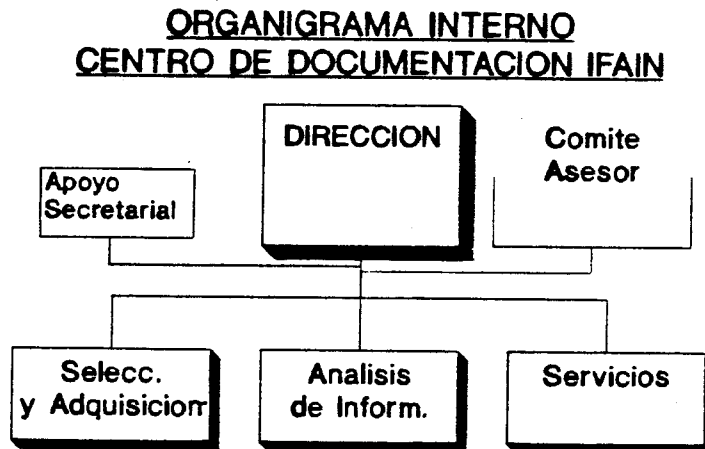 ORGANIGRAMA INTERNO
CENTRO DE DOCUMENTACION IFAIN
DIRECCION
Comite
Asesor
Apoyo
Secretarial
Selecc.
y Adquisicion
Analisis
de Inform.
Servicios